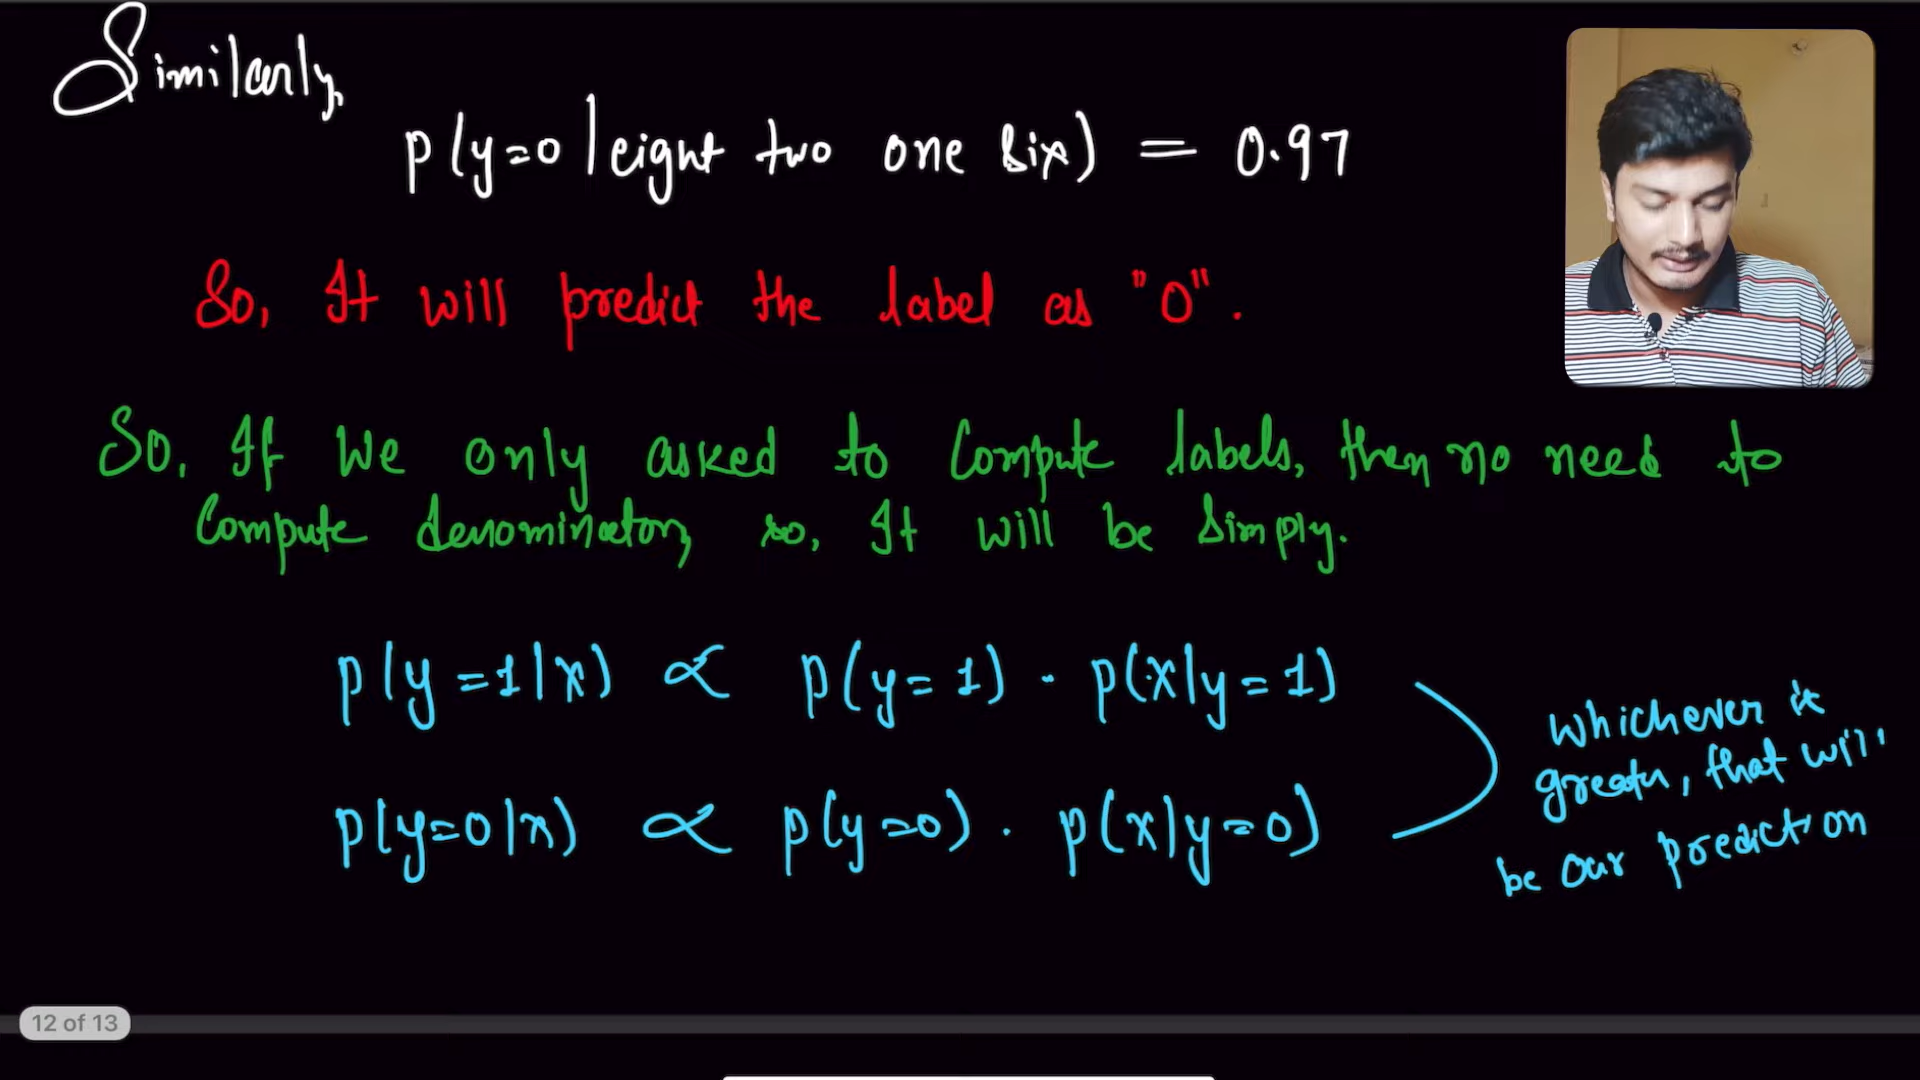 Similarly,
P(y=0 | eight two one six) = 0.97
So, It will predict the label as "0".
So, If we only asked to compute labels, then no need to
compute denominator, so, It will be simply.
P(y=1|x) ∝ P(y=1) · P(x|y=1)
P(y=0|x) ∝ P(y=0) · P(x|y=0)
whichever is
greater, that will
be our prediction
12 of 13